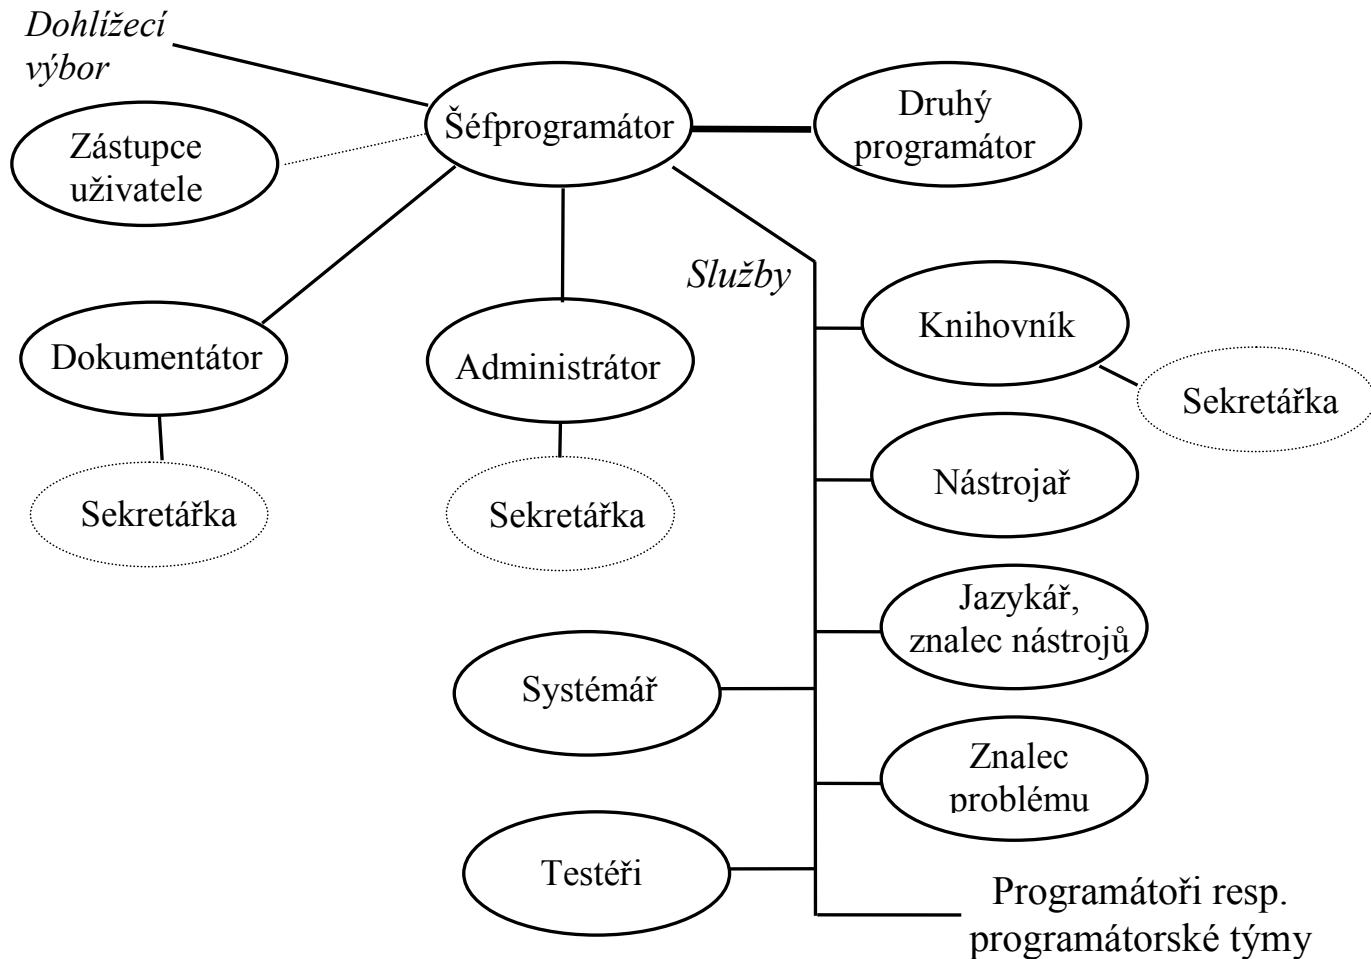 Dohlížecí
výbor
Šéfprogramátor
Druhý
programátor
Zástupce
uživatele
Služby
Dokumentátor
Administrátor
Knihovník
Sekretářka
Sekretářka
Sekretářka
Nástrojař
Jazykář,
znalec nástrojů
Systémář
Znalec
problému
Testéři
Programátoři resp.
programátorské týmy